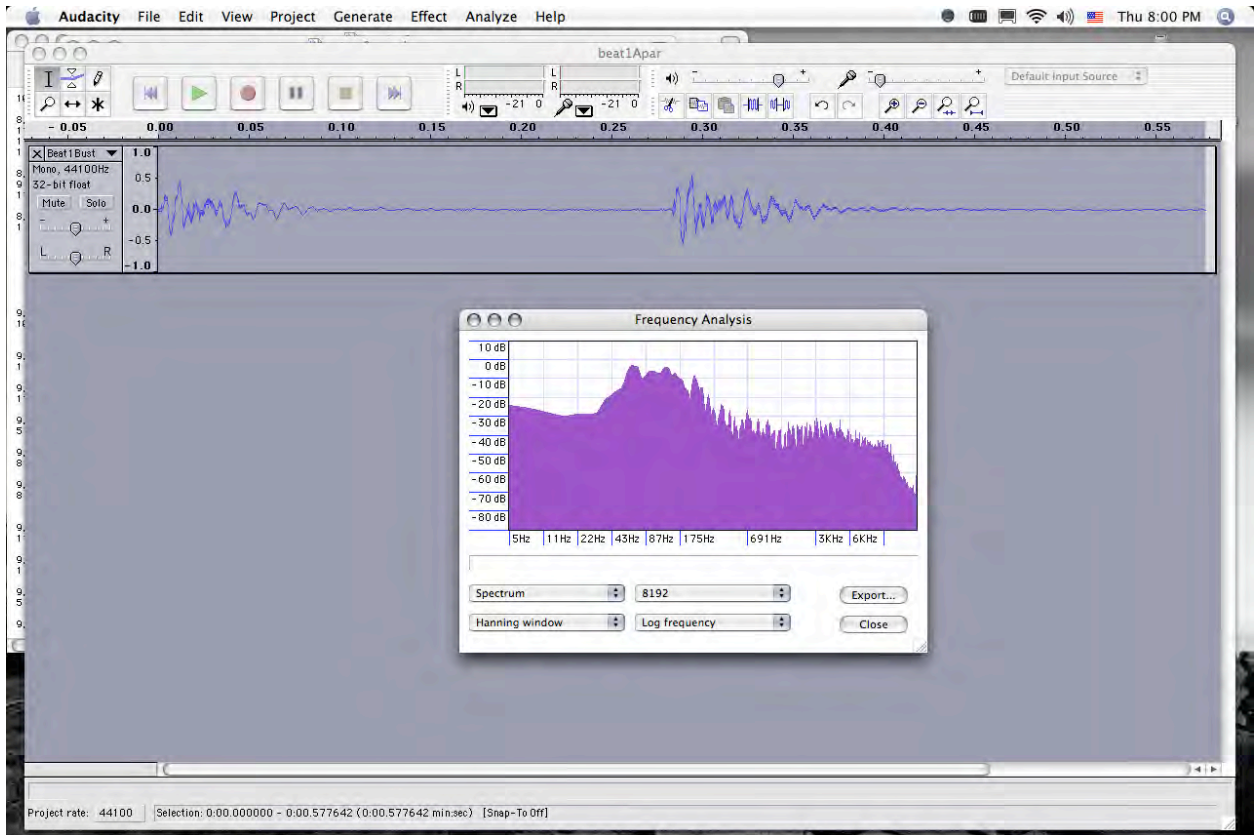 Audacity File Edit View Project Generate Effect Analyze Help Thu 8:00 PM
beat1Apar
L L
R R
-21 0 -21 0
- + - +
Default Input Source
- 0.05 0.00 0.05 0.10 0.15 0.20 0.25 0.30 0.35 0.40 0.45 0.50 0.55
Beat1Bust
Mono, 44100Hz
32-bit float
Mute Solo
- +
L R
1.0
0.5
0.0
-0.5
-1.0
Frequency Analysis
10 dB
0 dB
-10 dB
-20 dB
-30 dB
-40 dB
-50 dB
-60 dB
-70 dB
-80 dB
5Hz 11Hz 22Hz 43Hz 87Hz 175Hz 691Hz 3KHz 6KHz
Spectrum 8192 Export...
Hanning window Log frequency Close
Project rate: 44100 Selection: 0:00.000000 - 0:00.577642 (0:00.577642 min:sec) [Snap-To Off]